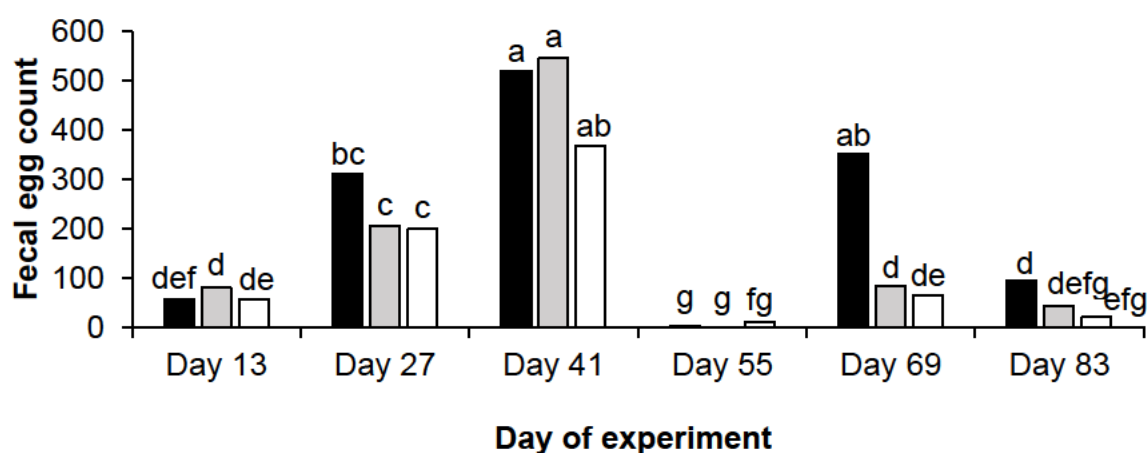 600
500
400
300
200
100
0
Fecal egg count
def d de
bc c c
a a ab
g g fg
ab d de
d defg efg
Day 13 Day 27 Day 41 Day 55 Day 69 Day 83
Day of experiment